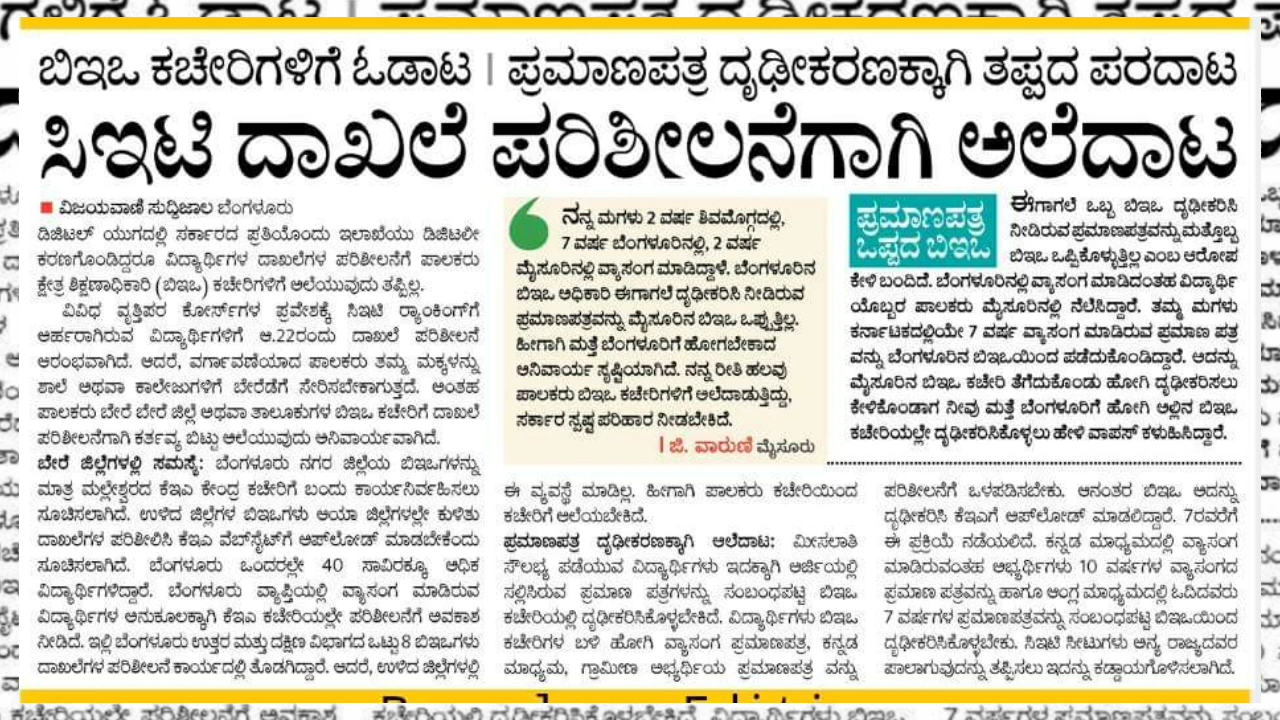 ಬಿಇಒ ಕಚೇರಿಗಳಿಗೆ ಓಡಾಟ | ಪ್ರಮಾಣಪತ್ರ ದೃಢೀಕರಣಕ್ಕಾಗಿ ತಪ್ಪದ ಪರದಾಟ
ಸಿಇಟಿ ದಾಖಲೆ ಪರಿಶೀಲನೆಗಾಗಿ ಅಲೆದಾಟ
■ ವಿಜಯವಾಣಿ ಸುದ್ದಿಜಾಲ ಬೆಂಗಳೂರು
ಡಿಜಿಟಲ್ ಯುಗದಲ್ಲಿ ಸರ್ಕಾರದ ಪ್ರತಿಯೊಂದು ಇಲಾಖೆಯು ಡಿಜಿಟಲೀ
ಕರಣಗೊಂಡಿದ್ದರೂ ವಿದ್ಯಾರ್ಥಿಗಳ ದಾಖಲೆಗಳ ಪರಿಶೀಲನೆಗೆ ಪಾಲಕರು
ಕ್ಷೇತ್ರ ಶಿಕ್ಷಣಾಧಿಕಾರಿ (ಬಿಇಒ) ಕಚೇರಿಗಳಿಗೆ ಅಲೆಯುವುದು ತಪ್ಪಿಲ್ಲ.
ವಿವಿಧ ವೃತ್ತಿಪರ ಕೋರ್ಸ್‌ಗಳ ಪ್ರವೇಶಕ್ಕೆ ಸಿಇಟಿ ರ‍್ಯಾಂಕಿಂಗ್‌ಗೆ
ಅರ್ಹರಾಗಿರುವ ವಿದ್ಯಾರ್ಥಿಗಳಿಗೆ ಆ.22ರಂದು ದಾಖಲೆ ಪರಿಶೀಲನೆ
ಆರಂಭವಾಗಿದೆ. ಆದರೆ, ವರ್ಗಾವಣೆಯಾದ ಪಾಲಕರು ತಮ್ಮ ಮಕ್ಕಳನ್ನು
ಶಾಲೆ ಅಥವಾ ಕಾಲೇಜುಗಳಿಗೆ ಬೇರೆಡೆಗೆ ಸೇರಿಸಬೇಕಾಗುತ್ತದೆ. ಅಂತಹ
ಪಾಲಕರು ಬೇರೆ ಬೇರೆ ಜಿಲ್ಲೆ ಅಥವಾ ತಾಲೂಕುಗಳ ಬಿಇಒ ಕಚೇರಿಗೆ ದಾಖಲೆ
ಪರಿಶೀಲನೆಗಾಗಿ ಕರ್ತವ್ಯ ಬಿಟ್ಟು ಅಲೆಯುವುದು ಅನಿವಾರ್ಯವಾಗಿದೆ.
ಬೇರೆ ಜಿಲ್ಲೆಗಳಲ್ಲಿ ಸಮಸ್ಯೆ: ಬೆಂಗಳೂರು ನಗರ ಜಿಲ್ಲೆಯ ಬಿಇಒಗಳನ್ನು
ಮಾತ್ರ ಮಲ್ಲೇಶ್ವರದ ಕೆಇಎ ಕೇಂದ್ರ ಕಚೇರಿಗೆ ಬಂದು ಕಾರ್ಯನಿರ್ವಹಿಸಲು
ಸೂಚಿಸಲಾಗಿದೆ. ಉಳಿದ ಜಿಲ್ಲೆಗಳ ಬಿಇಒಗಳು ಆಯಾ ಜಿಲ್ಲೆಗಳಲ್ಲೇ ಕುಳಿತು
ದಾಖಲೆಗಳ ಪರಿಶೀಲಿಸಿ ಕೆಇಎ ವೆಬ್‌ಸೈಟ್‌ಗೆ ಅಪ್‌ಲೋಡ್ ಮಾಡಬೇಕೆಂದು
ಸೂಚಿಸಲಾಗಿದೆ. ಬೆಂಗಳೂರು ಒಂದರಲ್ಲೇ 40 ಸಾವಿರಕ್ಕೂ ಅಧಿಕ
ವಿದ್ಯಾರ್ಥಿಗಳಿದ್ದಾರೆ. ಬೆಂಗಳೂರು ವ್ಯಾಪ್ತಿಯಲ್ಲಿ ವ್ಯಾಸಂಗ ಮಾಡಿರುವ
ವಿದ್ಯಾರ್ಥಿಗಳ ಅನುಕೂಲಕ್ಕಾಗಿ ಕೆಇಎ ಕಚೇರಿಯಲ್ಲೇ ಪರಿಶೀಲನೆಗೆ ಅವಕಾಶ
ನೀಡಿದೆ. ಇಲ್ಲಿ ಬೆಂಗಳೂರು ಉತ್ತರ ಮತ್ತು ದಕ್ಷಿಣ ವಿಭಾಗದ ಒಟ್ಟು 8 ಬಿಇಒಗಳು
ದಾಖಲೆಗಳ ಪರಿಶೀಲನೆ ಕಾರ್ಯದಲ್ಲಿ ತೊಡಗಿದ್ದಾರೆ. ಆದರೆ, ಉಳಿದ ಜಿಲ್ಲೆಗಳಲ್ಲಿ
ನನ್ನ ಮಗಳು 2 ವರ್ಷ ಶಿವಮೊಗ್ಗದಲ್ಲಿ,
7 ವರ್ಷ ಬೆಂಗಳೂರಿನಲ್ಲಿ, 2 ವರ್ಷ
ಮೈಸೂರಿನಲ್ಲಿ ವ್ಯಾಸಂಗ ಮಾಡಿದ್ದಾಳೆ. ಬೆಂಗಳೂರಿನ
ಬಿಇಒ ಅಧಿಕಾರಿ ಈಗಾಗಲೆ ದೃಢೀಕರಿಸಿ ನೀಡಿರುವ
ಪ್ರಮಾಣಪತ್ರವನ್ನು ಮೈಸೂರಿನ ಬಿಇಒ ಒಪ್ಪುತ್ತಿಲ್ಲ.
ಹೀಗಾಗಿ ಮತ್ತೆ ಬೆಂಗಳೂರಿಗೆ ಹೋಗಬೇಕಾದ
ಅನಿವಾರ್ಯ ಸೃಷ್ಟಿಯಾಗಿದೆ. ನನ್ನ ರೀತಿ ಹಲವು
ಪಾಲಕರು ಬಿಇಒ ಕಚೇರಿಗಳಿಗೆ ಅಲೆದಾಡುತ್ತಿದ್ದು,
ಸರ್ಕಾರ ಸ್ಪಷ್ಟ ಪರಿಹಾರ ನೀಡಬೇಕಿದೆ.
| ಜಿ. ವಾರುಣಿ ಮೈಸೂರು
ಪ್ರಮಾಣಪತ್ರ
ಒಪ್ಪದ ಬಿಇಒ
ಈಗಾಗಲೆ ಒಬ್ಬ ಬಿಇಒ ದೃಢೀಕರಿಸಿ
ನೀಡಿರುವ ಪ್ರಮಾಣಪತ್ರವನ್ನು ಮತ್ತೊಬ್ಬ
ಬಿಇಒ ಒಪ್ಪಿಕೊಳ್ಳುತ್ತಿಲ್ಲ ಎಂಬ ಆರೋಪ
ಕೇಳಿ ಬಂದಿದೆ. ಬೆಂಗಳೂರಿನಲ್ಲಿ ವ್ಯಾಸಂಗ ಮಾಡಿದಂತಹ ವಿದ್ಯಾರ್ಥಿ
ಯೊಬ್ಬರ ಪಾಲಕರು ಮೈಸೂರಿನಲ್ಲಿ ನೆಲೆಸಿದ್ದಾರೆ. ತಮ್ಮ ಮಗಳು
ಕರ್ನಾಟಕದಲ್ಲಿಯೇ 7 ವರ್ಷ ವ್ಯಾಸಂಗ ಮಾಡಿರುವ ಪ್ರಮಾಣ ಪತ್ರ
ವನ್ನು ಬೆಂಗಳೂರಿನ ಬಿಇಒಯಿಂದ ಪಡೆದುಕೊಂಡಿದ್ದಾರೆ. ಅದನ್ನು
ಮೈಸೂರಿನ ಬಿಇಒ ಕಚೇರಿ ತೆಗೆದುಕೊಂಡು ಹೋಗಿ ದೃಢೀಕರಿಸಲು
ಕೇಳಿಕೊಂಡಾಗ ನೀವು ಮತ್ತೆ ಬೆಂಗಳೂರಿಗೆ ಹೋಗಿ ಅಲ್ಲಿನ ಬಿಇಒ
ಕಚೇರಿಯಲ್ಲೇ ದೃಢೀಕರಿಸಿಕೊಳ್ಳಲು ಹೇಳಿ ವಾಪಸ್ ಕಳುಹಿಸಿದ್ದಾರೆ.
ಈ ವ್ಯವಸ್ಥೆ ಮಾಡಿಲ್ಲ. ಹೀಗಾಗಿ ಪಾಲಕರು ಕಚೇರಿಯಿಂದ
ಕಚೇರಿಗೆ ಅಲೆಯಬೇಕಿದೆ.
ಪ್ರಮಾಣಪತ್ರ ದೃಢೀಕರಣಕ್ಕಾಗಿ ಅಲೆದಾಟ: ಮೀಸಲಾತಿ
ಸೌಲಭ್ಯ ಪಡೆಯುವ ವಿದ್ಯಾರ್ಥಿಗಳು ಇದಕ್ಕಾಗಿ ಅರ್ಜಿಯಲ್ಲಿ
ಸಲ್ಲಿಸಿರುವ ಪ್ರಮಾಣ ಪತ್ರಗಳನ್ನು ಸಂಬಂಧಪಟ್ಟ ಬಿಇಒ
ಕಚೇರಿಯಲ್ಲಿ ದೃಢೀಕರಿಸಿಕೊಳ್ಳಬೇಕಿದೆ. ವಿದ್ಯಾರ್ಥಿಗಳು ಬಿಇಒ
ಕಚೇರಿಗಳ ಬಳಿ ಹೋಗಿ ವ್ಯಾಸಂಗ ಪ್ರಮಾಣಪತ್ರ, ಕನ್ನಡ
ಮಾಧ್ಯಮ, ಗ್ರಾಮೀಣ ಅಭ್ಯರ್ಥಿಯ ಪ್ರಮಾಣಪತ್ರ ವನ್ನು
ಪರಿಶೀಲನೆಗೆ ಒಳಪಡಿಸಬೇಕು. ಆನಂತರ ಬಿಇಒ ಅದನ್ನು
ದೃಢೀಕರಿಸಿ ಕೆಇಎಗೆ ಅಪ್‌ಲೋಡ್ ಮಾಡಲಿದ್ದಾರೆ. 7ರವರೆಗೆ
ಈ ಪ್ರಕ್ರಿಯೆ ನಡೆಯಲಿದೆ. ಕನ್ನಡ ಮಾಧ್ಯಮದಲ್ಲಿ ವ್ಯಾಸಂಗ
ಮಾಡಿರುವಂತಹ ಅಭ್ಯರ್ಥಿಗಳು 10 ವರ್ಷಗಳ ವ್ಯಾಸಂಗದ
ಪ್ರಮಾಣ ಪತ್ರವನ್ನು ಹಾಗೂ ಆಂಗ್ಲ ಮಾಧ್ಯಮದಲ್ಲಿ ಓದಿದವರು
7 ವರ್ಷಗಳ ಪ್ರಮಾಣಪತ್ರವನ್ನು ಸಂಬಂಧಪಟ್ಟ ಬಿಇಒಯಿಂದ
ದೃಢೀಕರಿಸಿಕೊಳ್ಳಬೇಕು. ಸಿಇಟಿ ಸೀಟುಗಳು ಅನ್ಯ ರಾಜ್ಯದವರ
ಪಾಲಾಗುವುದನ್ನು ತಪ್ಪಿಸಲು ಇದನ್ನು ಕಡ್ಡಾಯಗೊಳಿಸಲಾಗಿದೆ.